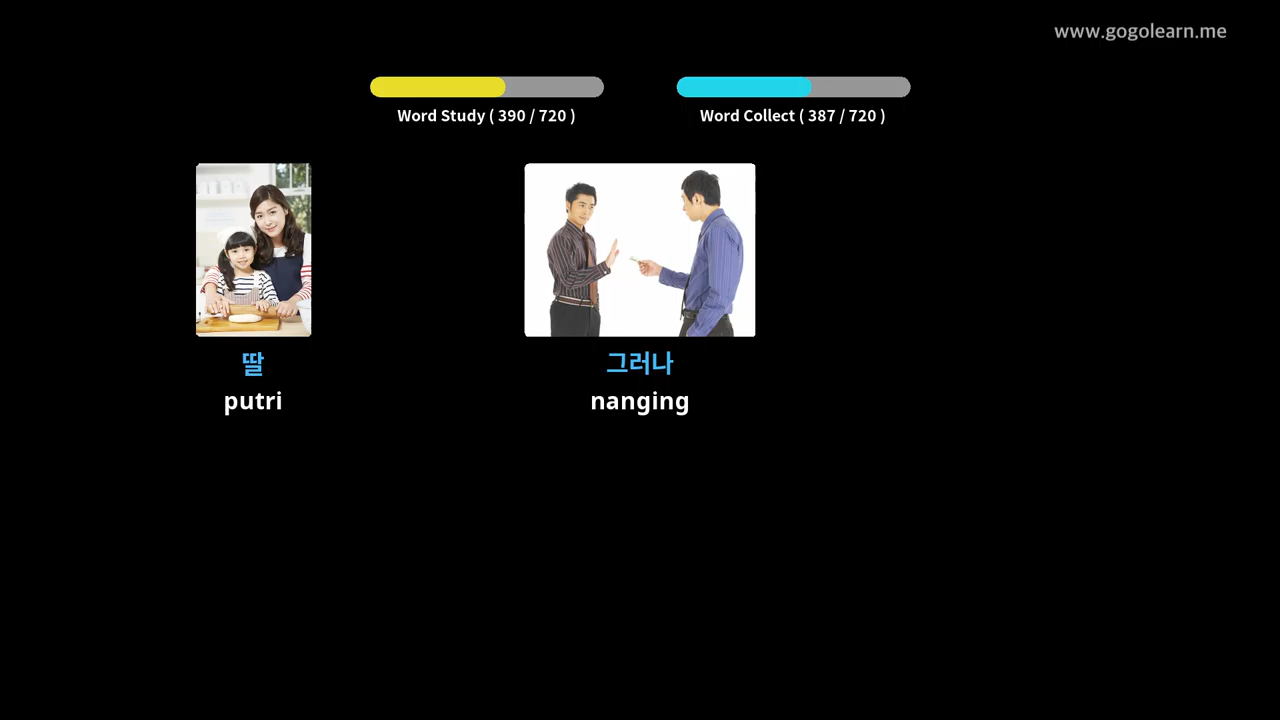 www.gogolearn.me
Word Study ( 390 / 720 )
Word Collect ( 387 / 720 )
딸
putri
그러나
nanging